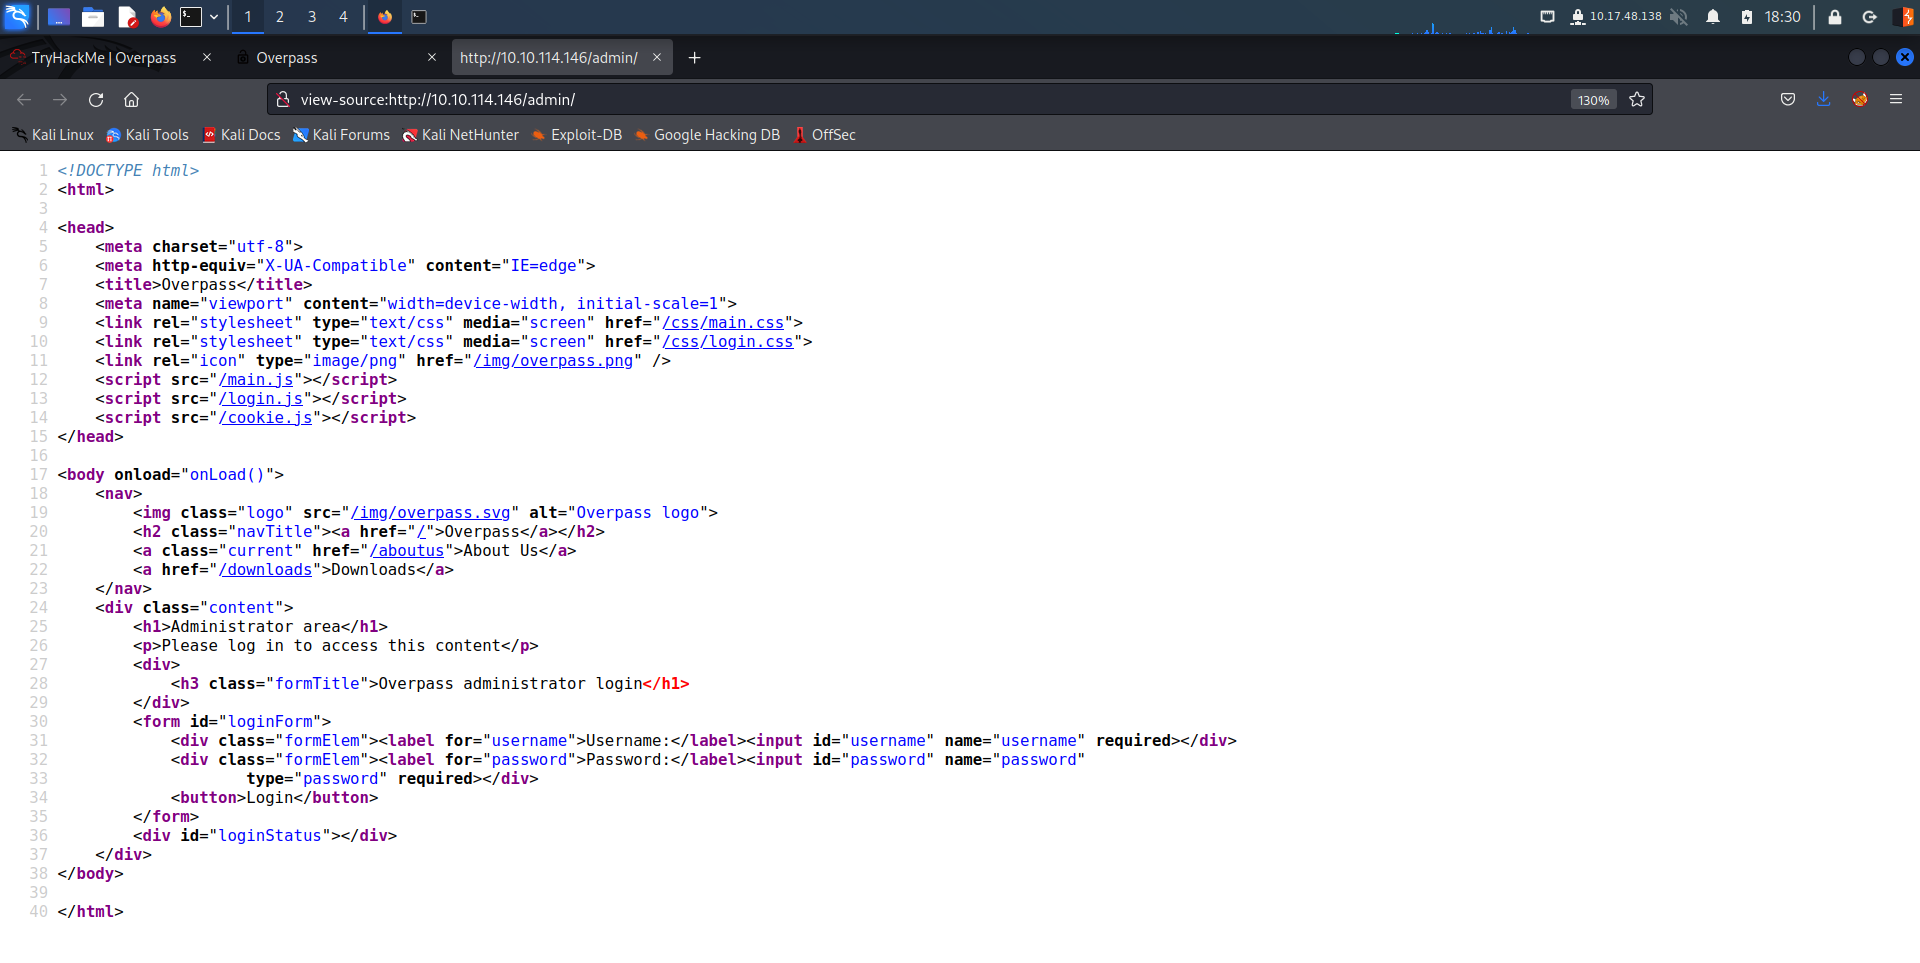 1 2 3 4 10.17.48.138 18:30
TryHackMe | Overpass Overpass http://10.10.114.146/admin/
view-source:http://10.10.114.146/admin/ 130%
Kali Linux Kali Tools Kali Docs Kali Forums Kali NetHunter Exploit-DB Google Hacking DB OffSec
1 <!DOCTYPE html>
2 <html>
3
4 <head>
5     <meta charset="utf-8">
6     <meta http-equiv="X-UA-Compatible" content="IE=edge">
7     <title>Overpass</title>
8     <meta name="viewport" content="width=device-width, initial-scale=1">
9     <link rel="stylesheet" type="text/css" media="screen" href="/css/main.css">
10     <link rel="stylesheet" type="text/css" media="screen" href="/css/login.css">
11     <link rel="icon" type="image/png" href="/img/overpass.png" />
12     <script src="/main.js"></script>
13     <script src="/login.js"></script>
14     <script src="/cookie.js"></script>
15 </head>
16
17 <body onload="onLoad()">
18     <nav>
19         <img class="logo" src="/img/overpass.svg" alt="Overpass logo">
20         <h2 class="navTitle"><a href="/">Overpass</a></h2>
21         <a class="current" href="/aboutus">About Us</a>
22         <a href="/downloads">Downloads</a>
23     </nav>
24     <div class="content">
25         <h1>Administrator area</h1>
26         <p>Please log in to access this content</p>
27         <div>
28             <h3 class="formTitle">Overpass administrator login</h1>
29         </div>
30         <form id="loginForm">
31             <div class="formElem"><label for="username">Username:</label><input id="username" name="username" required></div>
32             <div class="formElem"><label for="password">Password:</label><input id="password" name="password"
33                     type="password" required></div>
34             <button>Login</button>
35         </form>
36         <div id="loginStatus"></div>
37     </div>
38 </body>
39
40 </html>